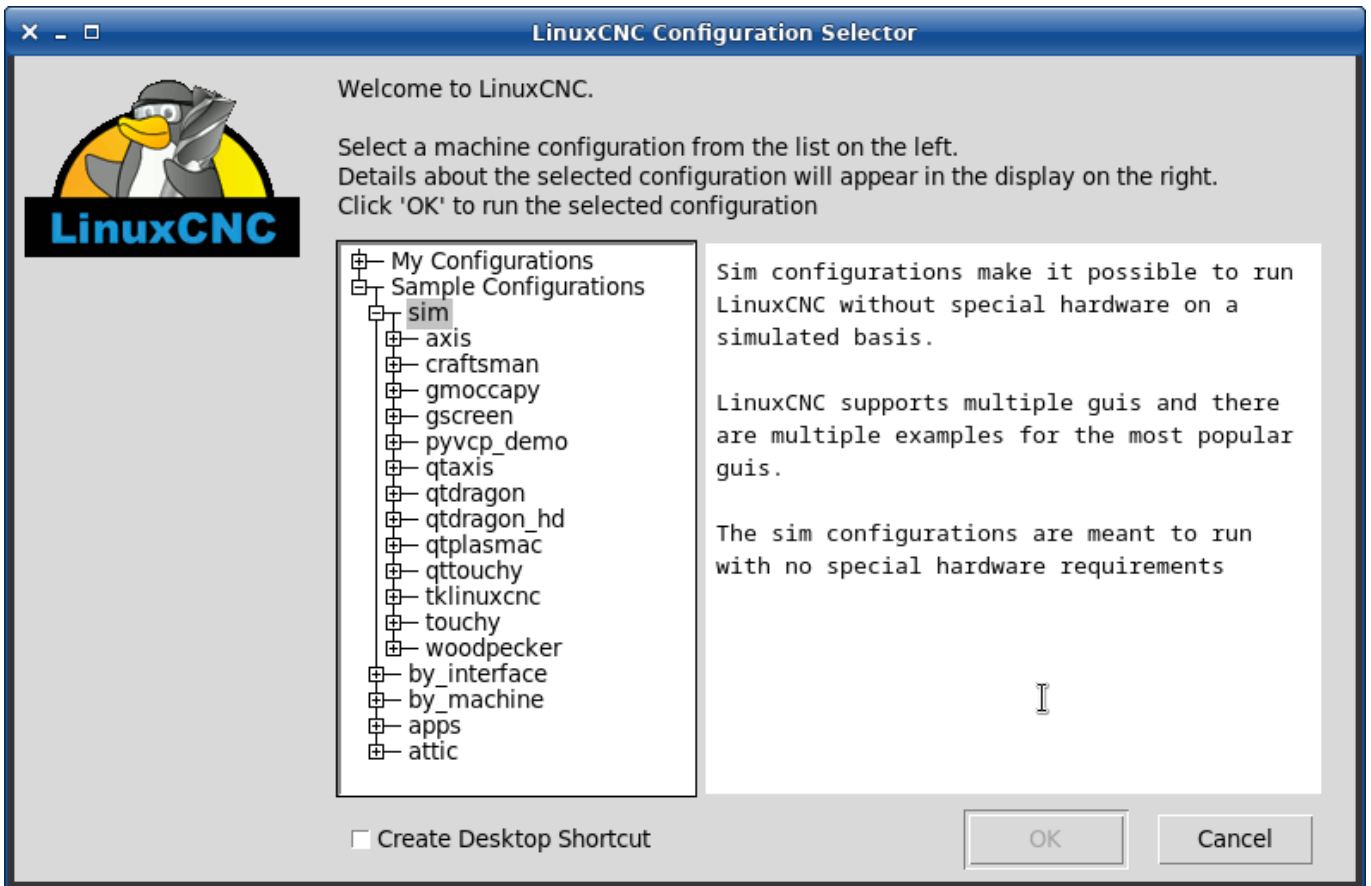 LinuxCNC Configuration Selector
LinuxCNC
Welcome to LinuxCNC.
Select a machine configuration from the list on the left.
Details about the selected configuration will appear in the display on the right.
Click 'OK' to run the selected configuration
My Configurations
Sample Configurations
sim
axis
craftsman
gmoccapy
gscreen
pyvcp_demo
qtaxis
qtdragon
qtdragon_hd
qtplasmac
qttouchy
tklinuxcnc
touchy
woodpecker
by_interface
by_machine
apps
attic
Sim configurations make it possible to run
LinuxCNC without special hardware on a
simulated basis.
LinuxCNC supports multiple guis and there
are multiple examples for the most popular
guis.
The sim configurations are meant to run
with no special hardware requirements
Create Desktop Shortcut
OK
Cancel